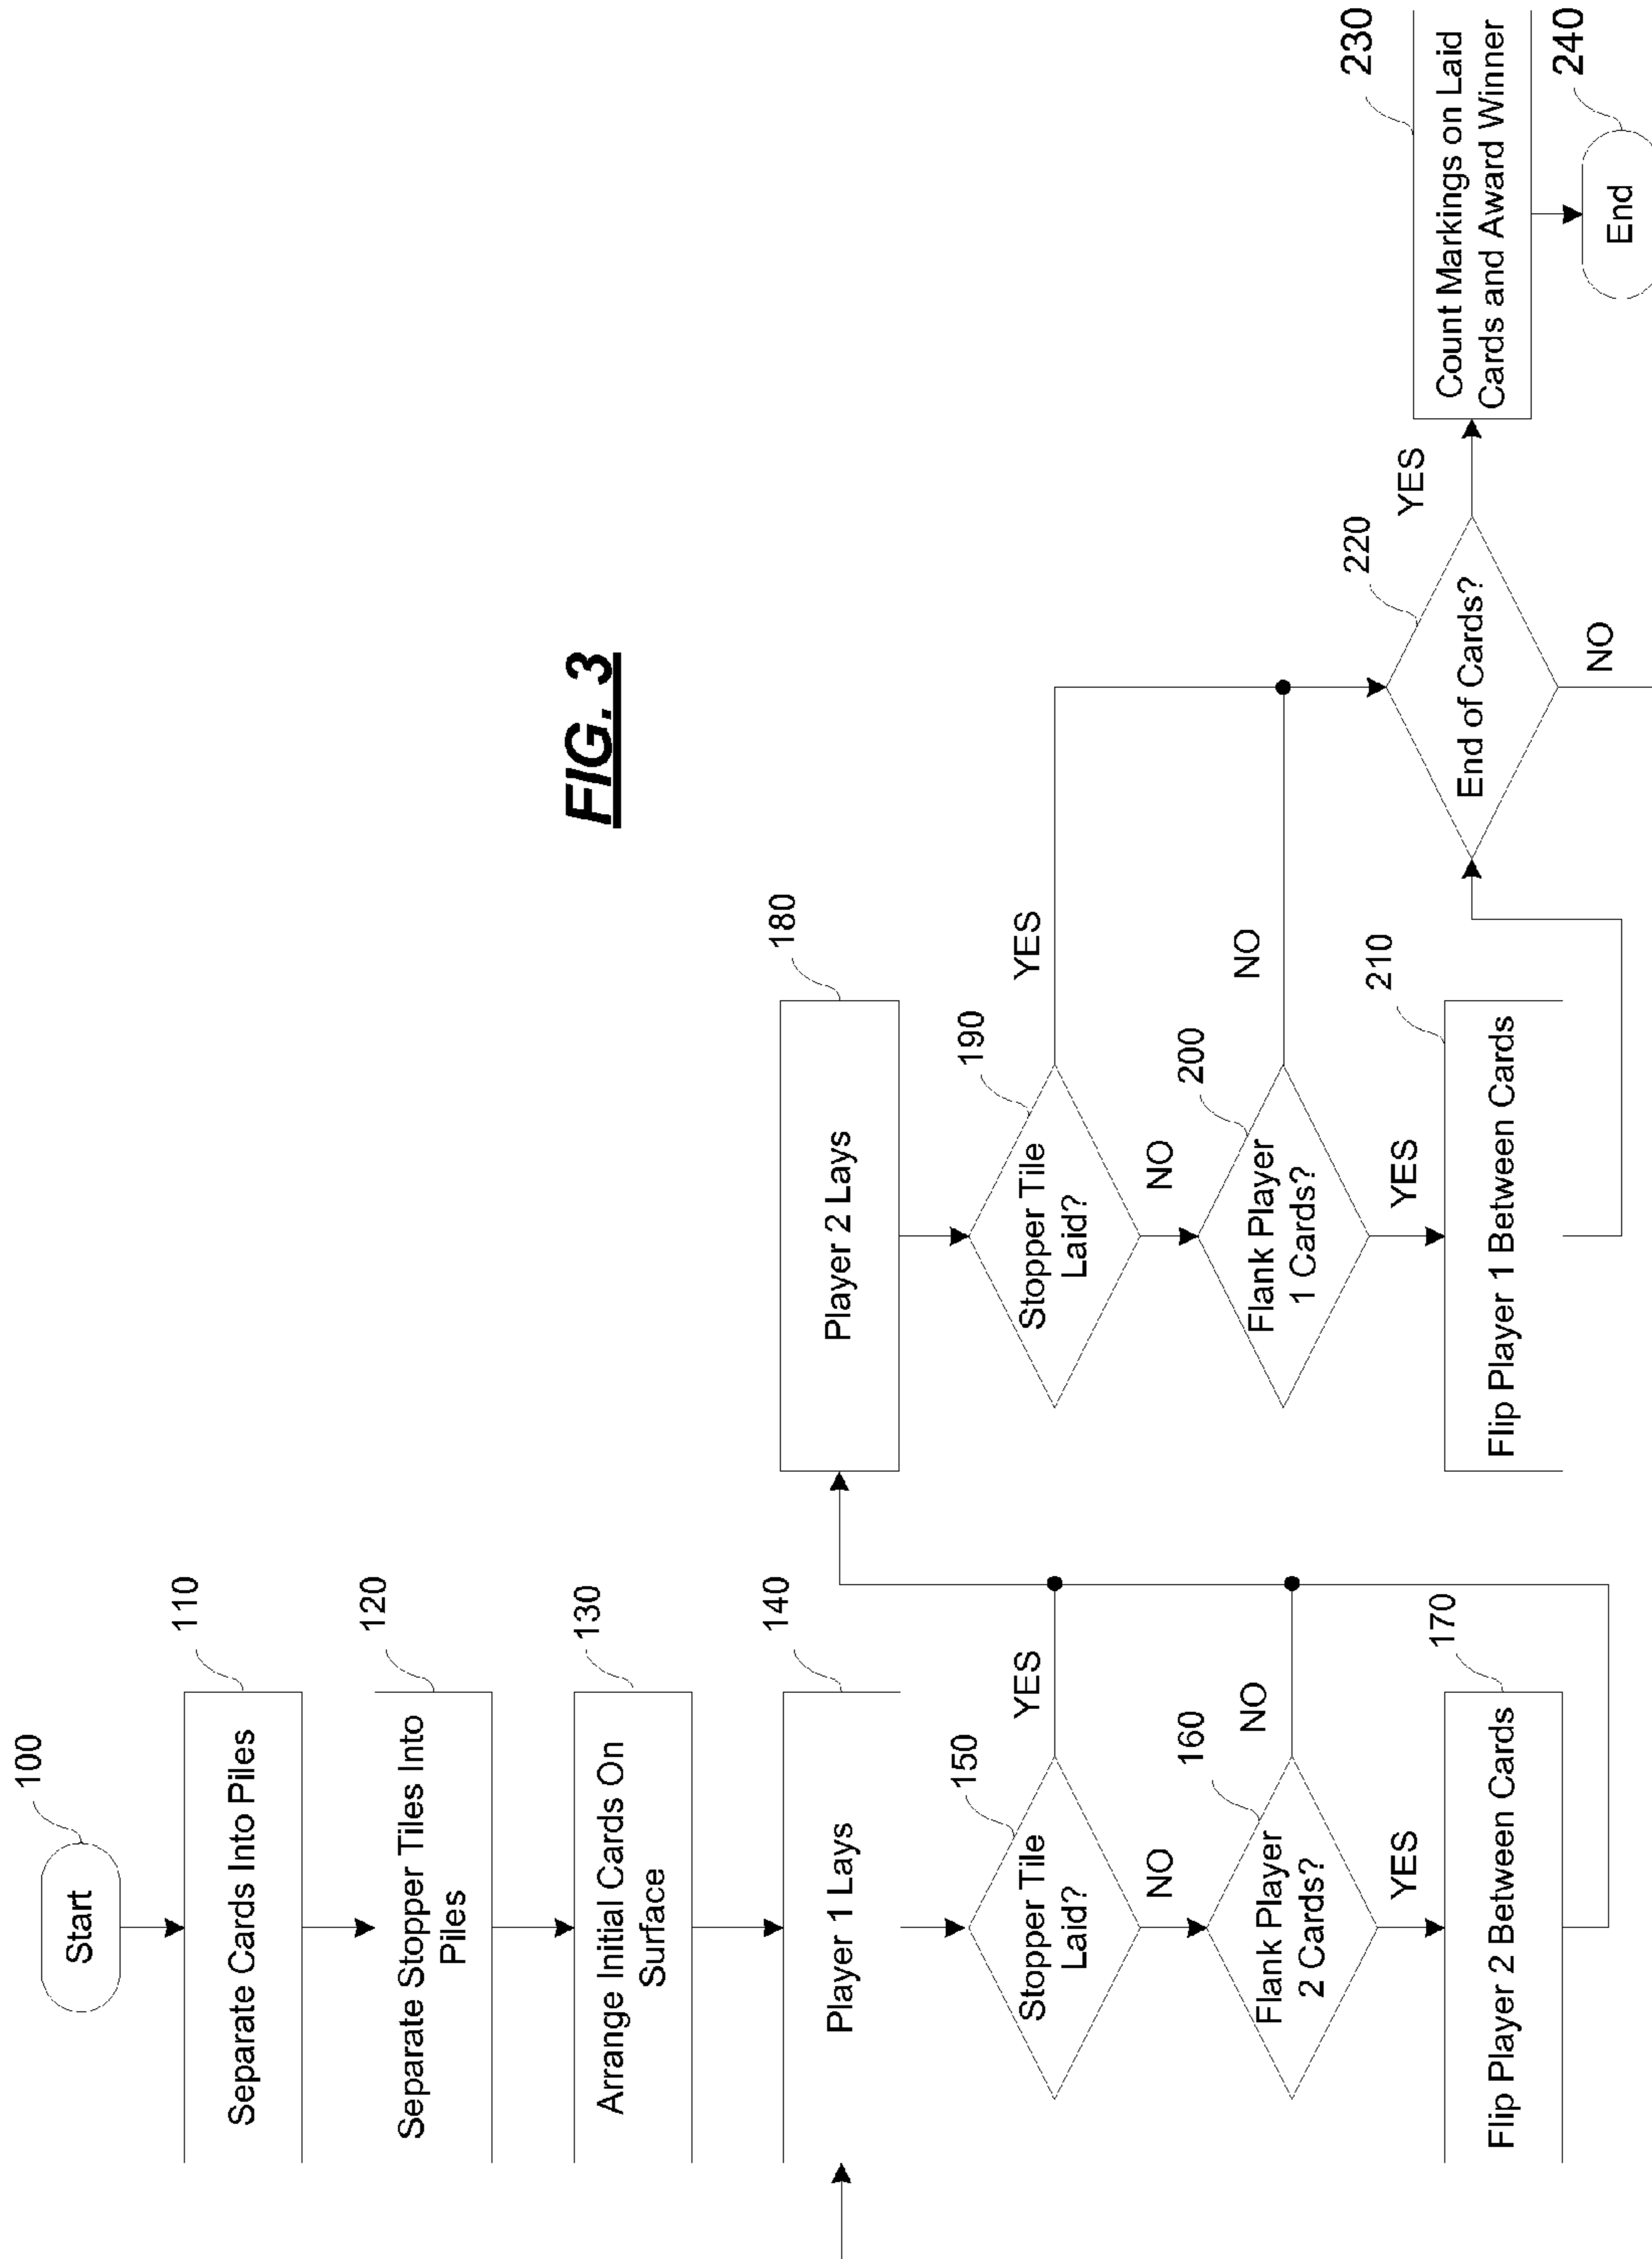 100
Start
110
Separate Cards Into Piles
120
Separate Stopper Tiles Into
Piles
130
Arrange Initial Cards On
Surface
140
Player 1 Lays
150
Stopper Tile
Laid?
YES
NO
160
Flank Player
2 Cards?
NO
YES
170
Flip Player 2 Between Cards
180
Player 2 Lays
190
Stopper Tile
Laid?
YES
NO
200
Flank Player
1 Cards?
NO
YES
210
Flip Player 1 Between Cards
220
End of Cards?
YES
NO
230
Count Markings on Laid
Cards and Award Winner
240
End
FIG. 3